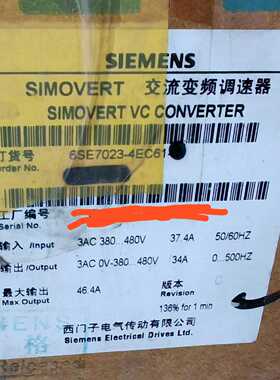 SIEMENS
SIMOVERT 交流变频调速器
SIMOVERT VC CONVERTER
订货号 6SE7023-4EC61
Order No.
工厂编号
Serial No.
输入 /Input 3AC 380...480V 37.4A 50/60HZ
输出/Output 3AC 0V-380...480V 34A 0...500HZ
最大输出 46.4A 版本 C
Max Output Revision
136% for 1 min
SIEMENS
格
西门子电气传动有限公司
Siemens Electrical Drives Ltd.